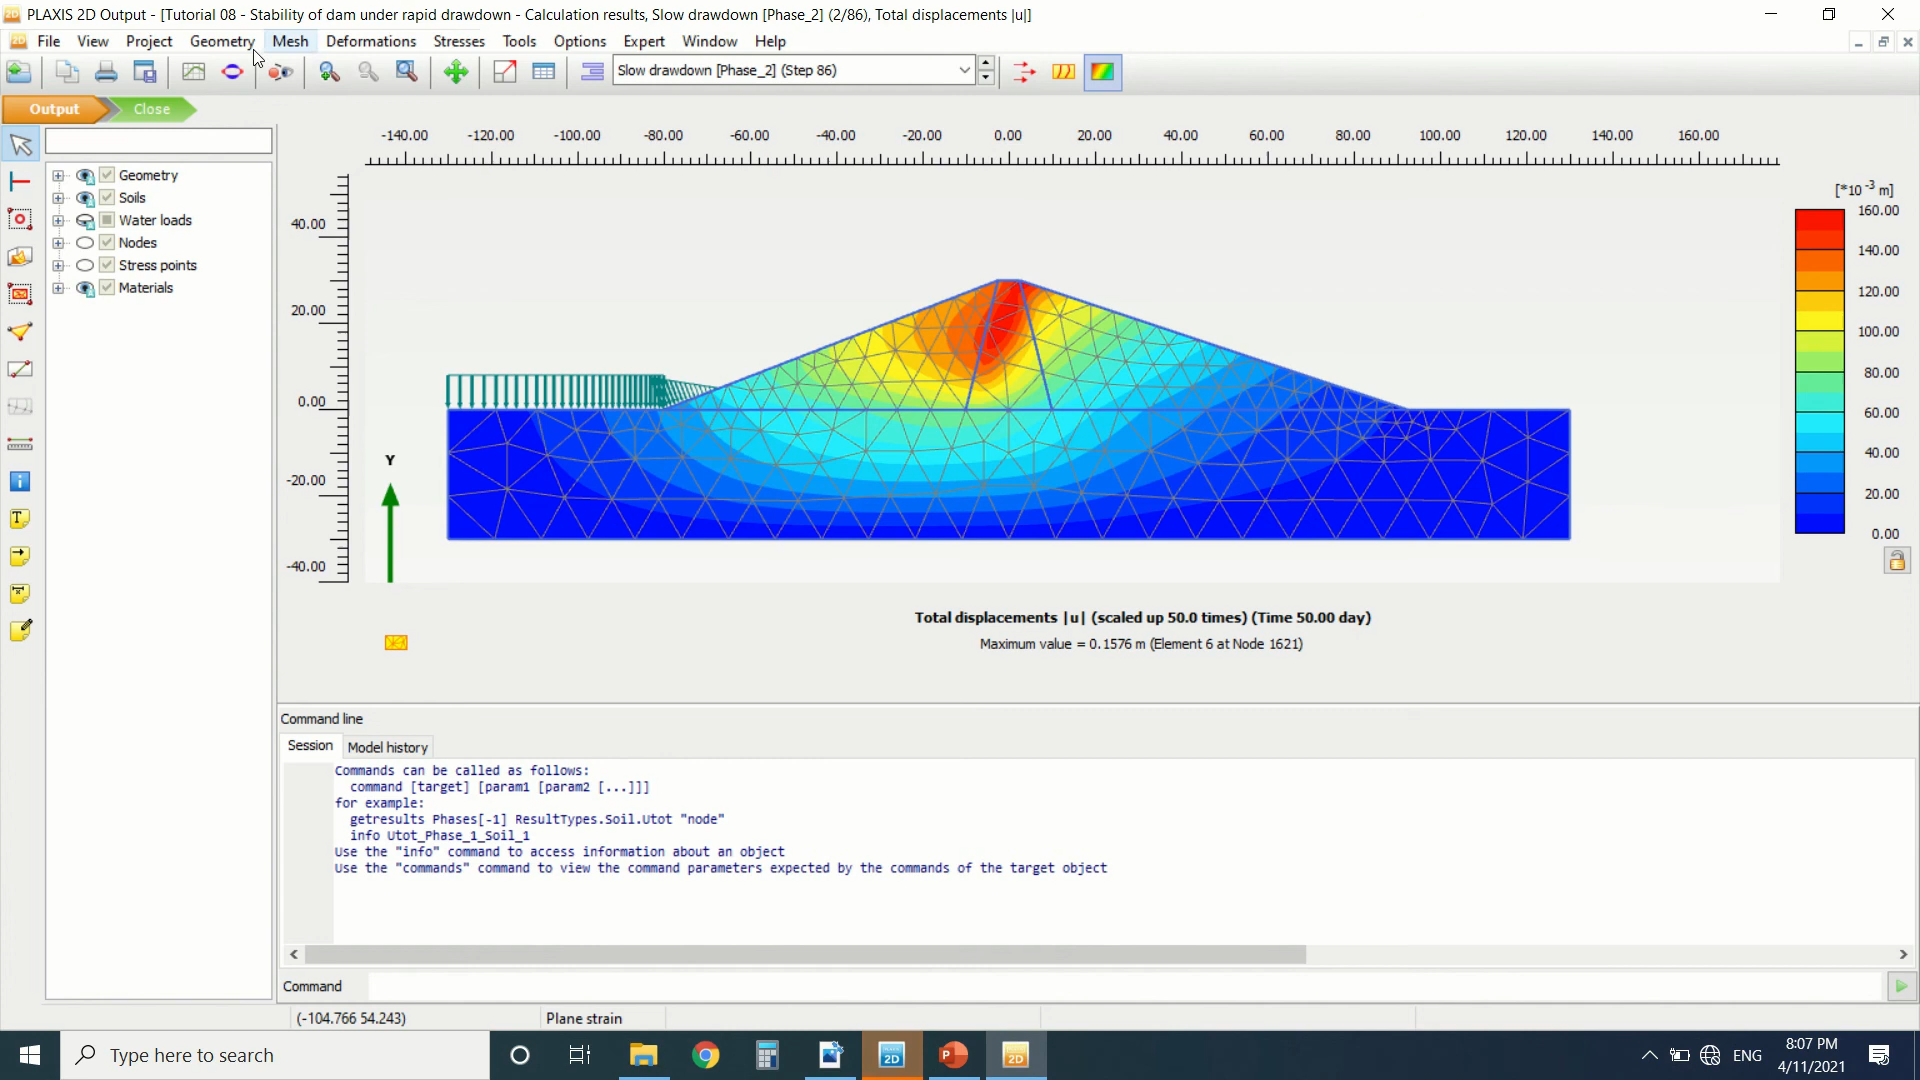 PLAXIS 2D Output - [Tutorial 08 - Stability of dam under rapid drawdown - Calculation results, Slow drawdown [Phase_2] (2/86), Total displacements |u|]
File View Project Geometry Mesh Deformations Stresses Tools Options Expert Window Help
Slow drawdown [Phase_2] (Step 86)
Output Close
-140.00 -120.00 -100.00 -80.00 -60.00 -40.00 -20.00 0.00 20.00 40.00 60.00 80.00 100.00 120.00 140.00 160.00
Geometry
Soils
Water loads
Nodes
Stress points
Materials
40.00
20.00
0.00
-20.00
-40.00
Y
[*10 -3 m]
160.00
140.00
120.00
100.00
80.00
60.00
40.00
20.00
0.00
Total displacements |u| (scaled up 50.0 times) (Time 50.00 day)
Maximum value = 0.1576 m (Element 6 at Node 1621)
Command line
Session Model history
Commands can be called as follows:
command [target] [param1 [param2 [...]]]
for example:
getresults Phases[-1] ResultTypes.Soil.Utot "node"
info Utot_Phase_1_Soil_1
Use the "info" command to access information about an object
Use the "commands" command to view the command parameters expected by the commands of the target object
Command
(-104.766 54.243) Plane strain
Type here to search
2D
P
2D
ENG
8:07 PM
4/11/2021